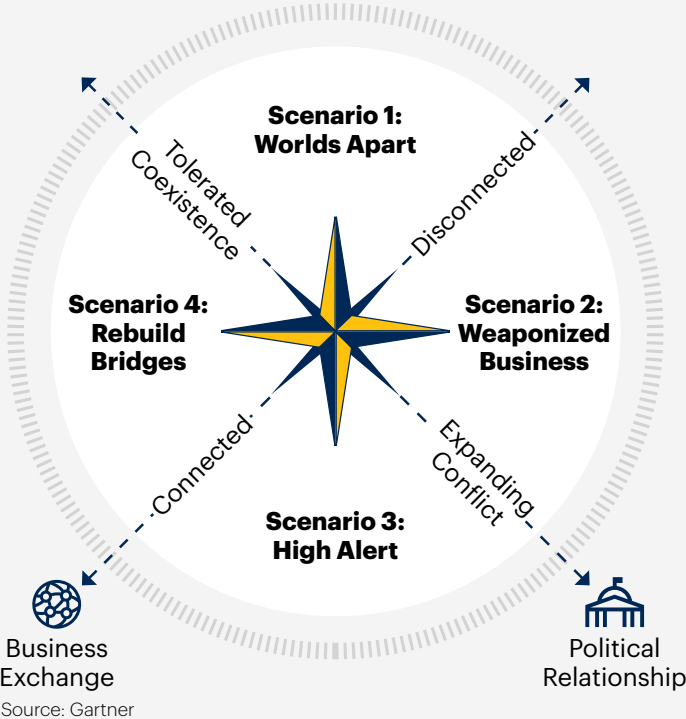 Scenario 1:
Worlds Apart
Tolerated
Coexistence
Disconnected
Scenario 4:
Rebuild
Bridges
Scenario 2:
Weaponized
Business
Connected
Expanding
Conflict
Scenario 3:
High Alert
Business
Exchange
Political
Relationship
Source: Gartner